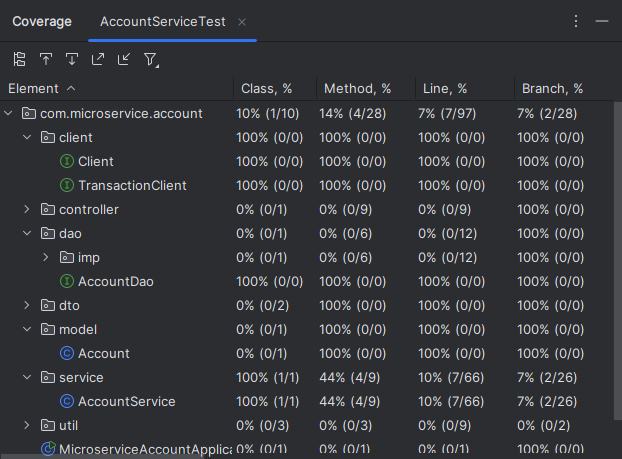 Coverage AccountServiceTest
Element Class, % Method, % Line, % Branch, %
com.microservice.account 10% (1/10) 14% (4/28) 7% (7/97) 7% (2/28)
client 100% (0/0) 100% (0/0) 100% (0/0) 100% (0/0)
Client 100% (0/0) 100% (0/0) 100% (0/0) 100% (0/0)
TransactionClient 100% (0/0) 100% (0/0) 100% (0/0) 100% (0/0)
controller 0% (0/1) 0% (0/9) 0% (0/9) 100% (0/0)
dao 0% (0/1) 0% (0/6) 0% (0/12) 100% (0/0)
imp 0% (0/1) 0% (0/6) 0% (0/12) 100% (0/0)
AccountDao 100% (0/0) 100% (0/0) 100% (0/0) 100% (0/0)
dto 0% (0/2) 100% (0/0) 100% (0/0) 100% (0/0)
model 0% (0/1) 100% (0/0) 100% (0/0) 100% (0/0)
Account 0% (0/1) 100% (0/0) 100% (0/0) 100% (0/0)
service 100% (1/1) 44% (4/9) 10% (7/66) 7% (2/26)
AccountService 100% (1/1) 44% (4/9) 10% (7/66) 7% (2/26)
util 0% (0/3) 0% (0/3) 0% (0/9) 0% (0/2)
MicroserviceAccountApplica 0% (0/1) 0% (0/1) 0% (0/1) 100% (0/0)